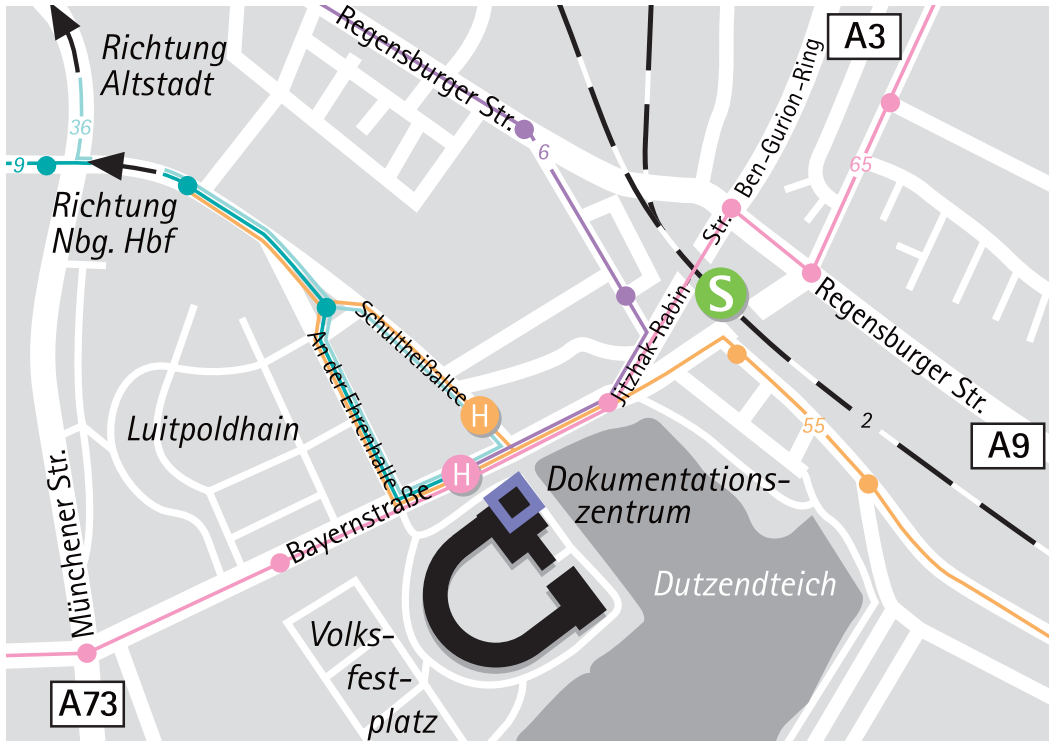 Richtung
Altstadt
36
9
Richtung
Nbg. Hbf
Regensburger Str.
6
Ben-Gurion-Ring
A3
65
S
Jitzhak-Rabin-
Str.
Regensburger Str.
Schultheißallee
An der Ehrenhalle
H
H
Luitpoldhain
Münchener Str.
Bayernstraße
55
2
A9
Dokumentations-
zentrum
Dutzendteich
Volks-
fest-
platz
A73